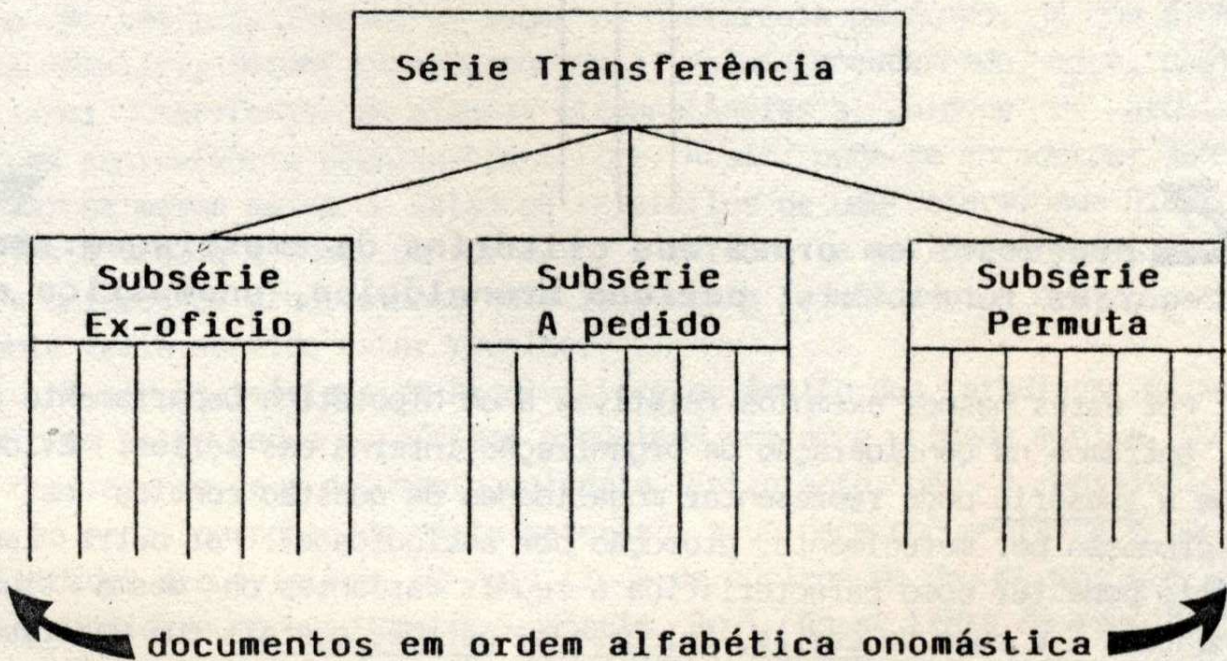 Série Transferência
Subsérie
Ex-oficio
Subsérie
A pedido
Subsérie
Permuta
documentos em ordem alfabética onomástica